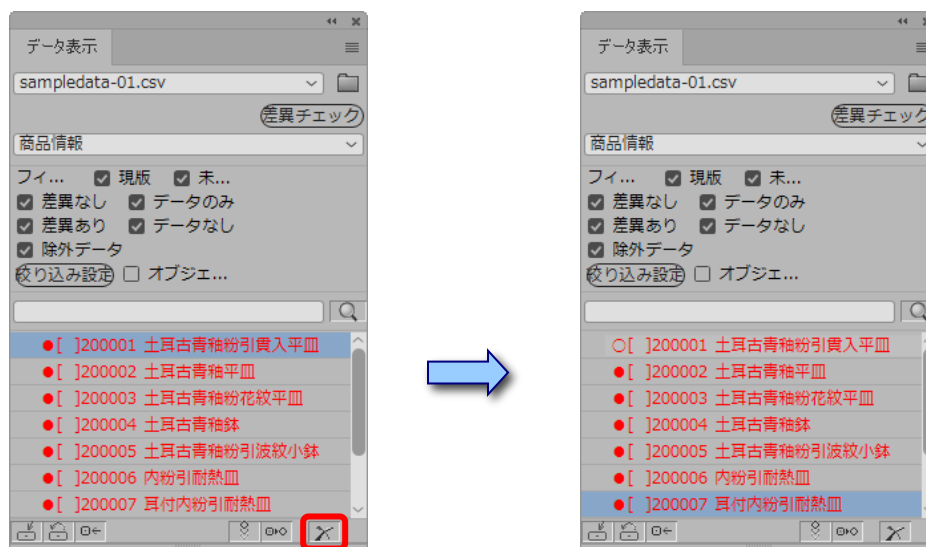 データ表示
sampledata-01.csv
差異チェック
商品情報
フィ... 現版 未...
差異なし データのみ
差異あり データなし
除外データ
絞り込み設定 オブジェ...
●[ ]200001 土耳古青釉粉引貫入平皿
●[ ]200002 土耳古青釉平皿
●[ ]200003 土耳古青釉粉花紋平皿
●[ ]200004 土耳古青釉鉢
●[ ]200005 土耳古青釉粉引波紋小鉢
●[ ]200006 内粉引耐熱皿
●[ ]200007 耳付内粉引耐熱皿
データ表示
sampledata-01.csv
差異チェック
商品情報
フィ... 現版 未...
差異なし データのみ
差異あり データなし
除外データ
絞り込み設定 オブジェ...
○[ ]200001 土耳古青釉粉引貫入平皿
●[ ]200002 土耳古青釉平皿
●[ ]200003 土耳古青釉粉花紋平皿
●[ ]200004 土耳古青釉鉢
●[ ]200005 土耳古青釉粉引波紋小鉢
●[ ]200006 内粉引耐熱皿
●[ ]200007 耳付内粉引耐熱皿